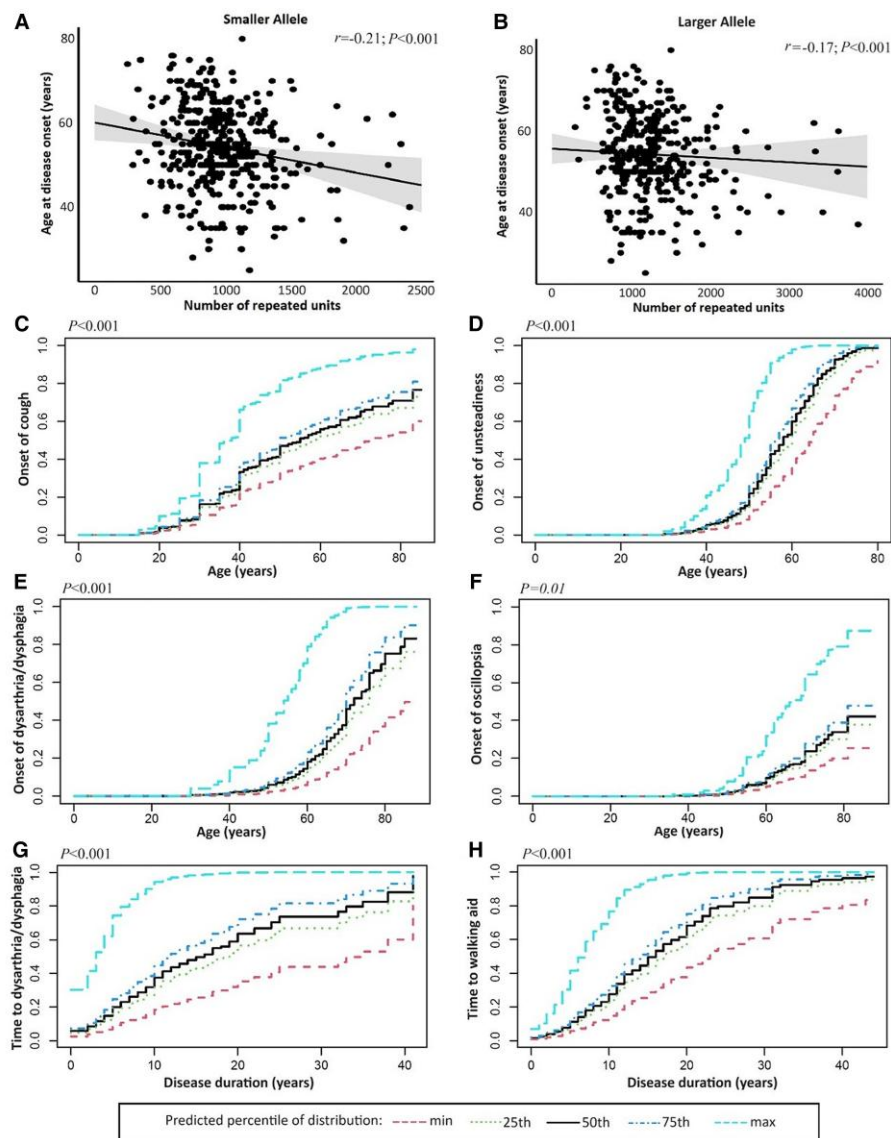 A
Smaller Allele
r=-0.21; P<0.001
Age at disease onset (years)
80
60
40
0 500 1000 1500 2000 2500
Number of repeated units
B
Larger Allele
r=-0.17; P<0.001
Age at disease onset (years)
80
60
40
0 1000 2000 3000 4000
Number of repeated units
C
P<0.001
Onset of cough
1.0
0.8
0.6
0.4
0.2
0.0
0 20 40 60 80
Age (years)
D
P<0.001
Onset of unsteadiness
1.0
0.8
0.6
0.4
0.2
0.0
0 20 40 60 80
Age (years)
E
P<0.001
Onset of dysarthria/dysphagia
1.0
0.8
0.6
0.4
0.2
0.0
0 20 40 60 80
Age (years)
F
P=0.01
Onset of oscillopsia
1.0
0.8
0.6
0.4
0.2
0.0
0 20 40 60 80
Age (years)
G
P<0.001
Time to dysarthria/dysphagia
1.0
0.8
0.6
0.4
0.2
0.0
0 10 20 30 40
Disease duration (years)
H
P<0.001
Time to walking aid
1.0
0.8
0.6
0.4
0.2
0.0
0 10 20 30 40
Disease duration (years)
Predicted percentile of distribution: min 25th 50th 75th max